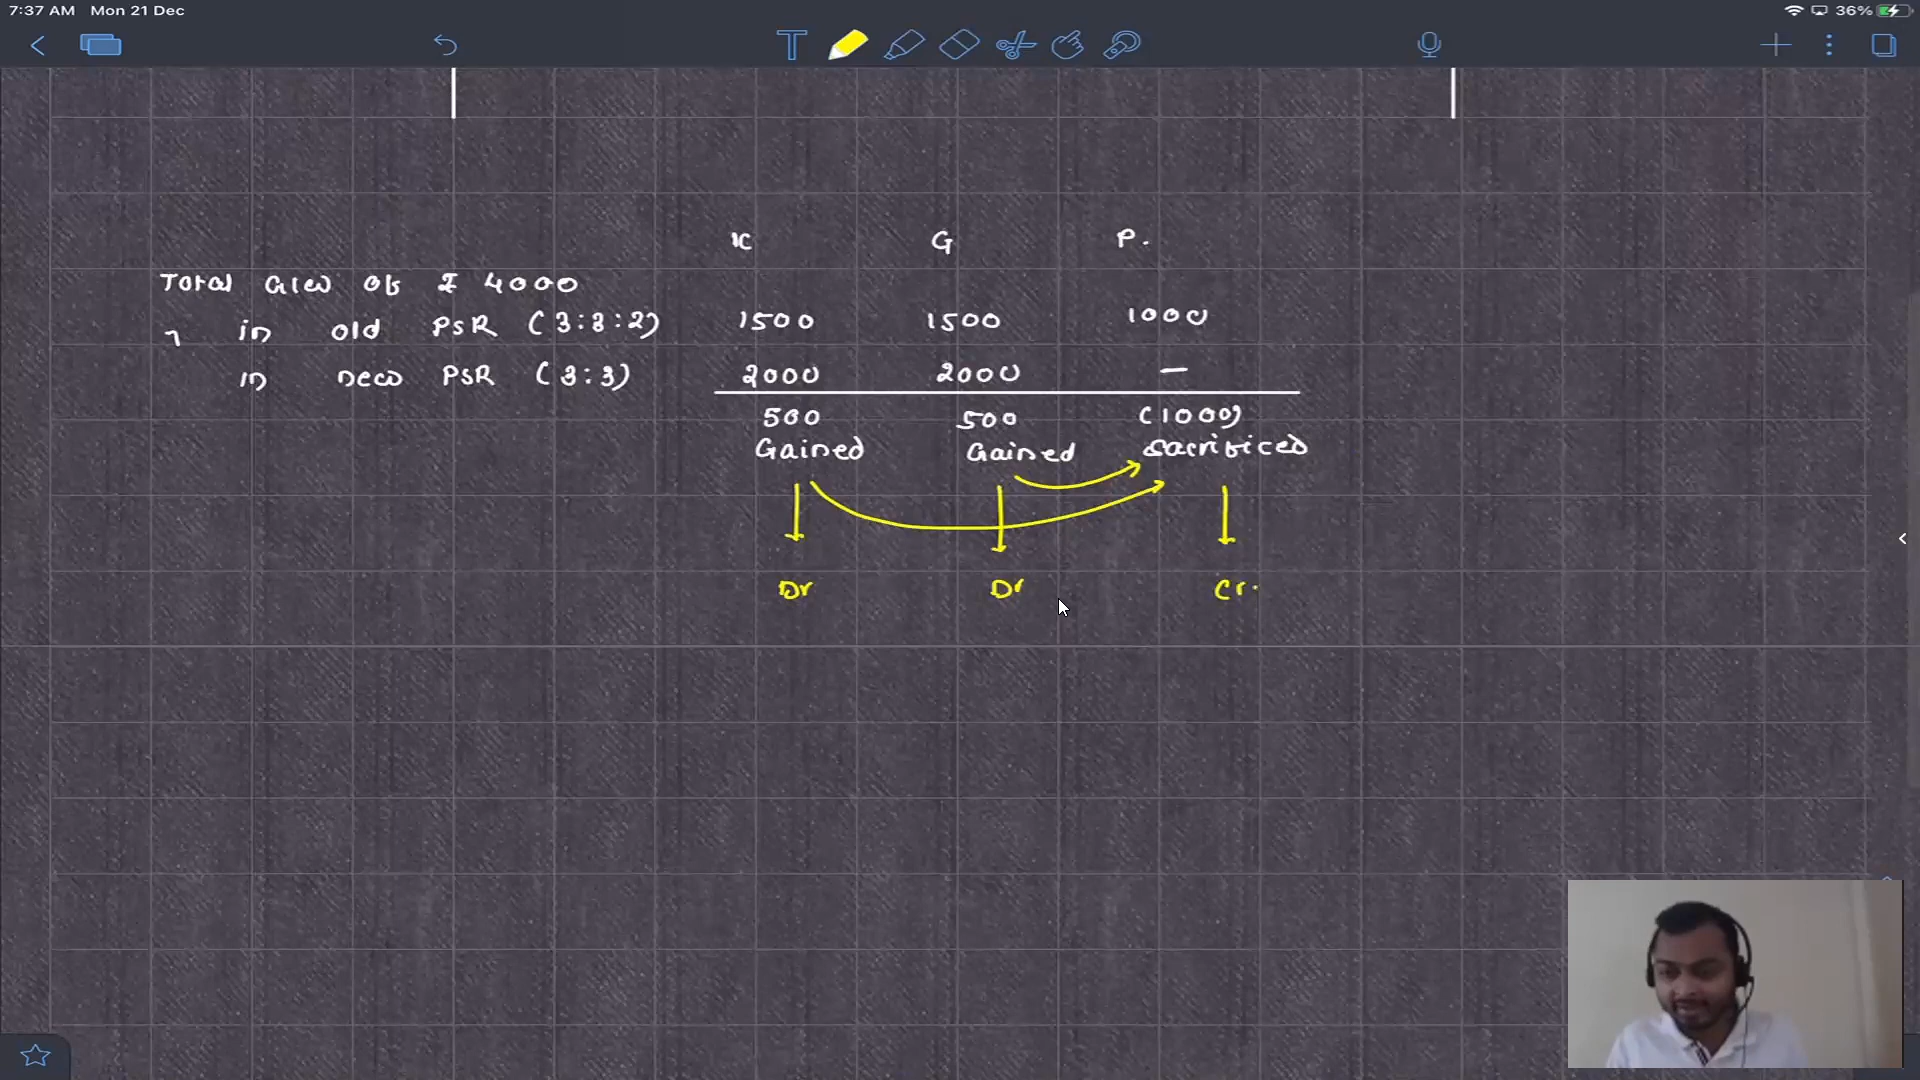 7:37 AM Mon 21 Dec
36%
T
K G P.
Total G/w of ₹ 4000
in old PSR (3:3:2) 1500 1500 1000
in new PSR (3:3) 2000 2000 —
500 500 (1000)
Gained Gained Sacrificed
Dr Dr Cr.